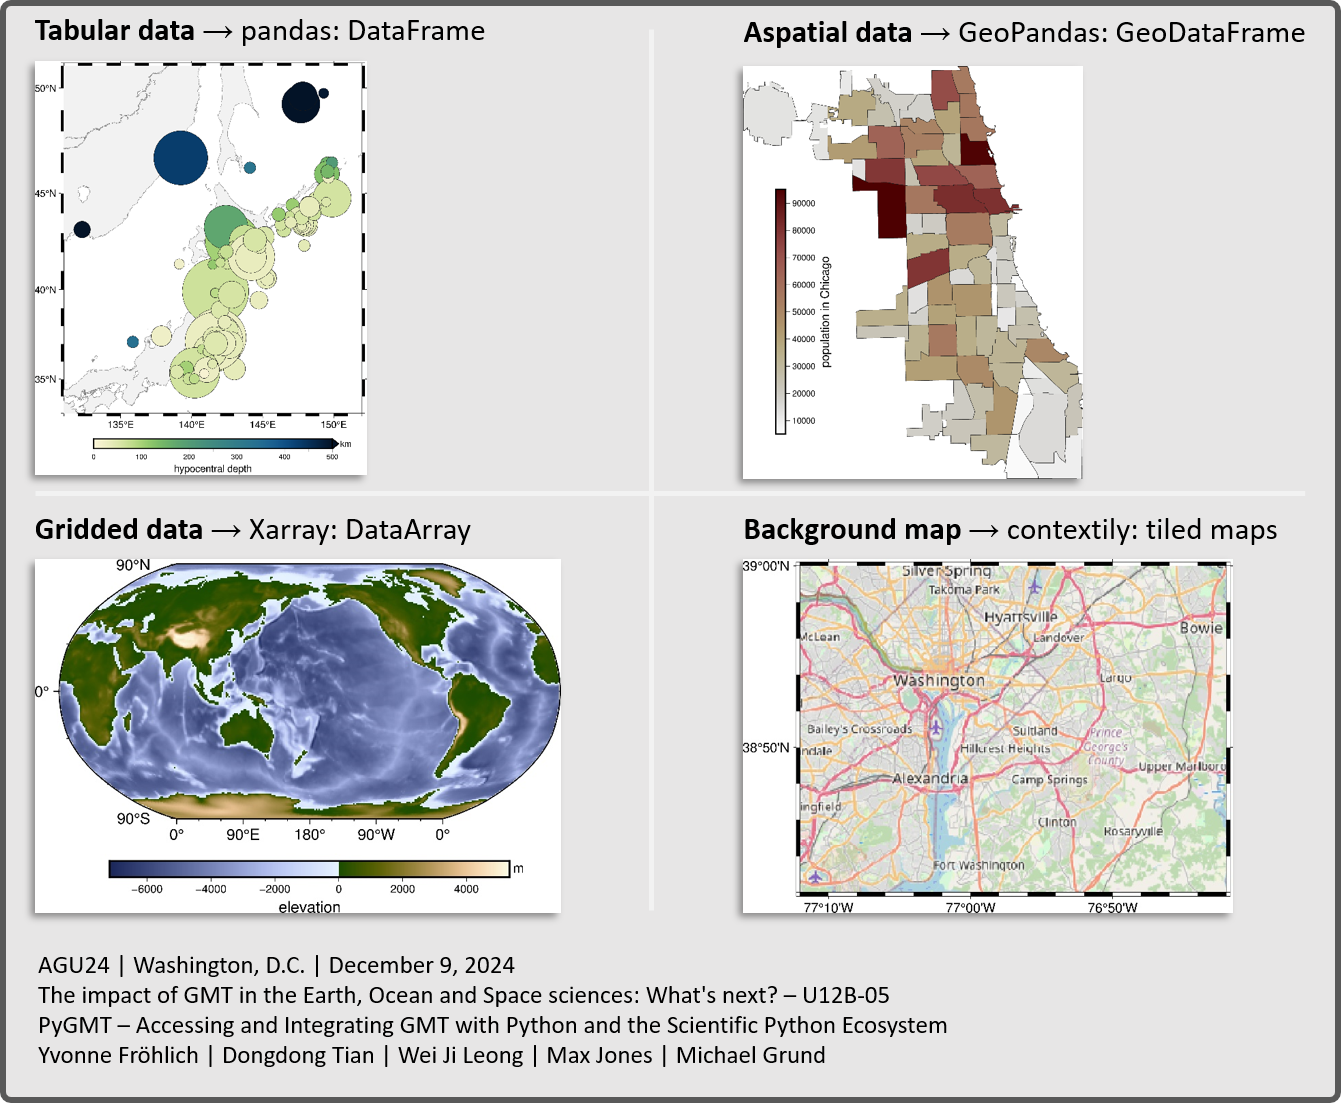 Tabular data → pandas: DataFrame
50°N
45°N
40°N
35°N
135°E 140°E 145°E 150°E
km
0 100 200 300 400 500
hypocentral depth
Aspatial data → GeoPandas: GeoDataFrame
90000
80000
70000
60000
50000
40000
30000
20000
10000
population in Chicago
Gridded data → Xarray: DataArray
90°N
0°
90°S
0° 90°E 180° 90°W 0°
m
−6000 −4000 −2000 0 2000 4000
elevation
Background map → contextily: tiled maps
39°00'N
Silver Spring
Takoma Park
Hyattsville
Bowie
McLean
Landover
Largo
Washington
Bailey's Crossroads
Suitland
Prince
George's
County
38°50'N
ndale
Hillcrest Heights
Upper Marlboro
Alexandria
Camp Springs
ingfield
Clinton
Rosaryville
Fort Washington
77°10'W 77°00'W 76°50'W
AGU24 | Washington, D.C. | December 9, 2024
The impact of GMT in the Earth, Ocean and Space sciences: What's next? – U12B-05
PyGMT – Accessing and Integrating GMT with Python and the Scientific Python Ecosystem
Yvonne Fröhlich | Dongdong Tian | Wei Ji Leong | Max Jones | Michael Grund